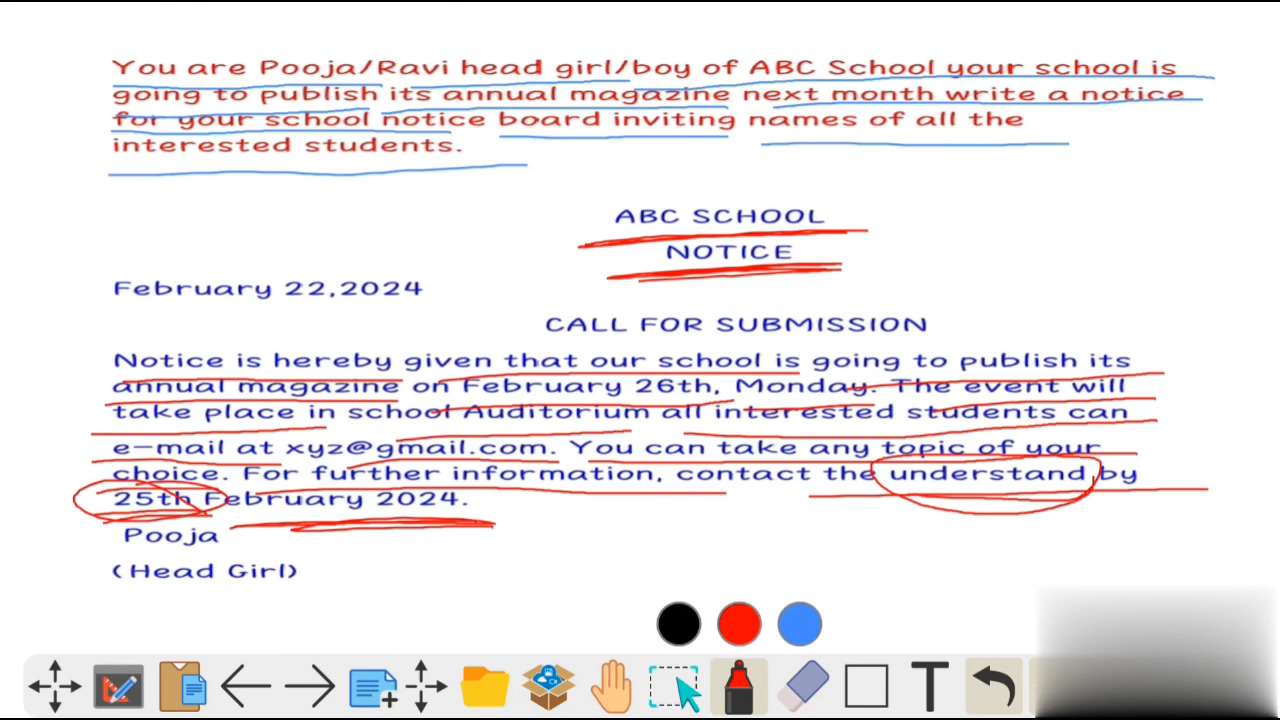 You are Pooja/Ravi head girl/boy of ABC School your school is
going to publish its annual magazine next month write a notice
for your school notice board inviting names of all the
interested students.
ABC SCHOOL
NOTICE
February 22,2024
CALL FOR SUBMISSION
Notice is hereby given that our school is going to publish its
annual magazine on February 26th, Monday. The event will
take place in school Auditorium all interested students can
e-mail at xyz@gmail.com. You can take any topic of your
choice. For further information, contact the understand by
25th February 2024.
Pooja
(Head Girl)